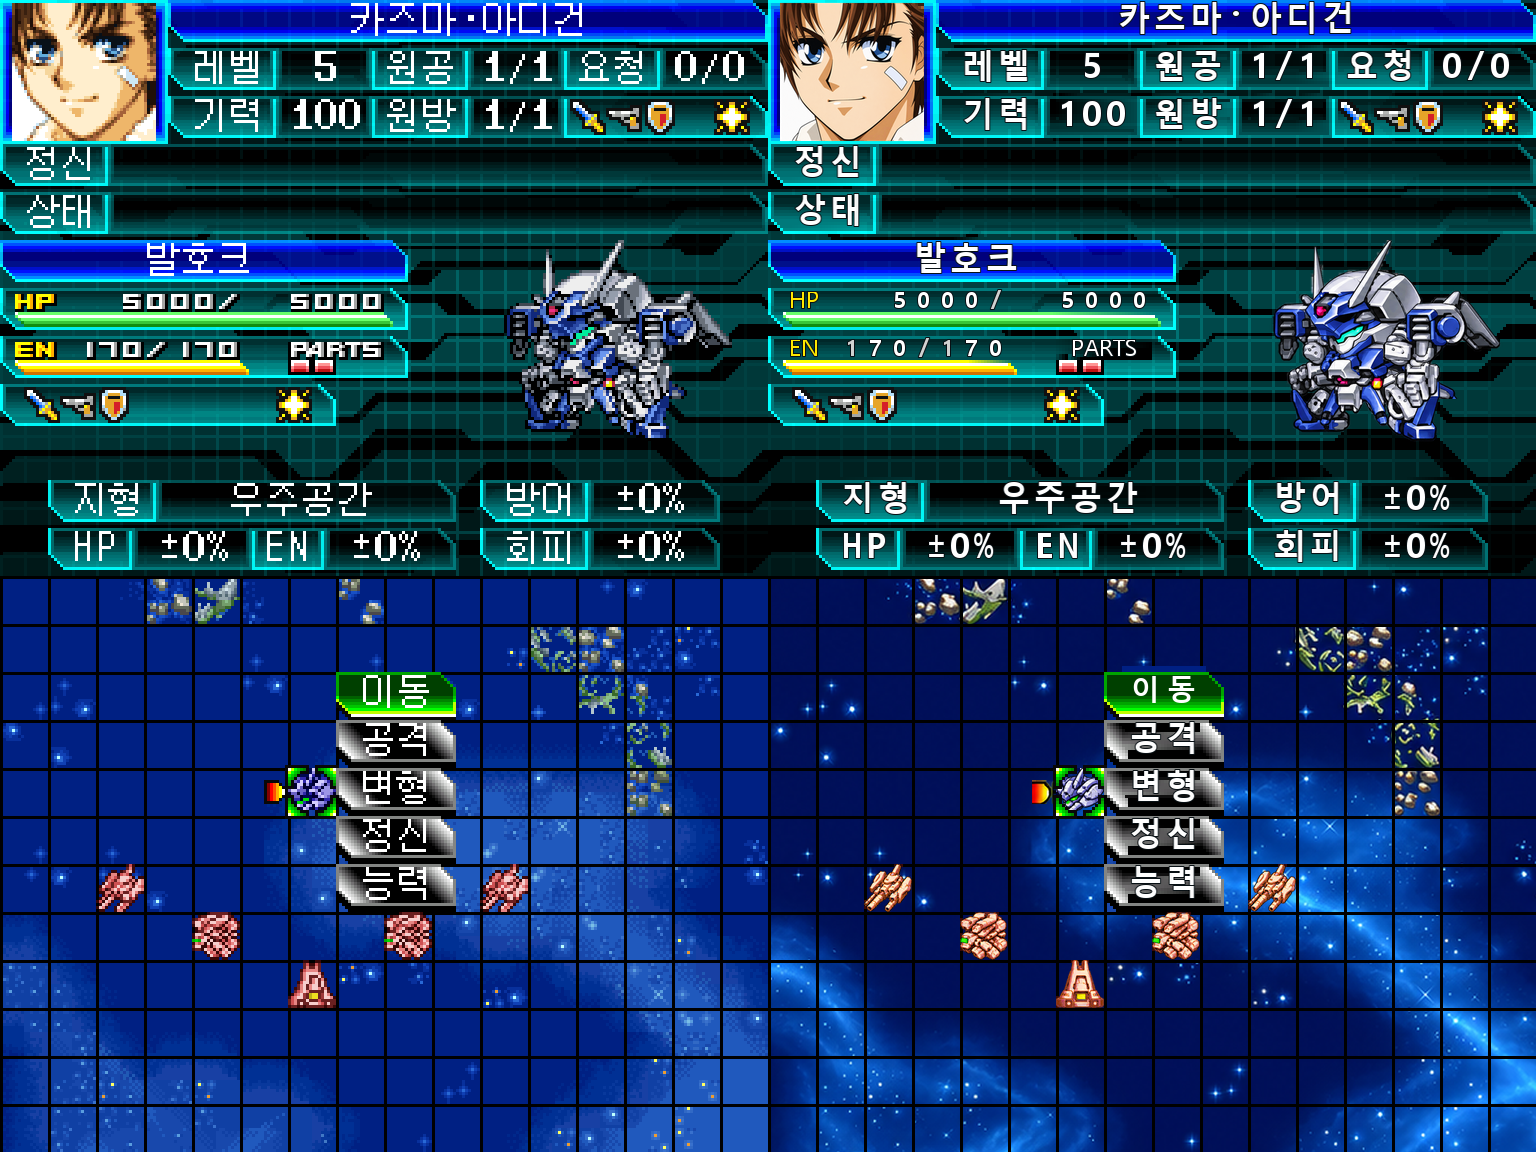 카즈마·아디건
레벨 5 원공 1/1 요청 0/0
기력 100 원방 1/1
정신
상태
발호크
HP 5000/ 5000
EN 170/170 PARTS
지형 우주공간 방어 ±0%
HP ±0% EN ±0% 회피 ±0%
이동
공격
변형
정신
능력
카즈마·아디건
레벨 5 원공 1/1 요청 0/0
기력 100 원방 1/1
정신
상태
발호크
HP 5000/ 5000
EN 170/170 PARTS
지형 우주공간 방어 ±0%
HP ±0% EN ±0% 회피 ±0%
이동
공격
변형
정신
능력